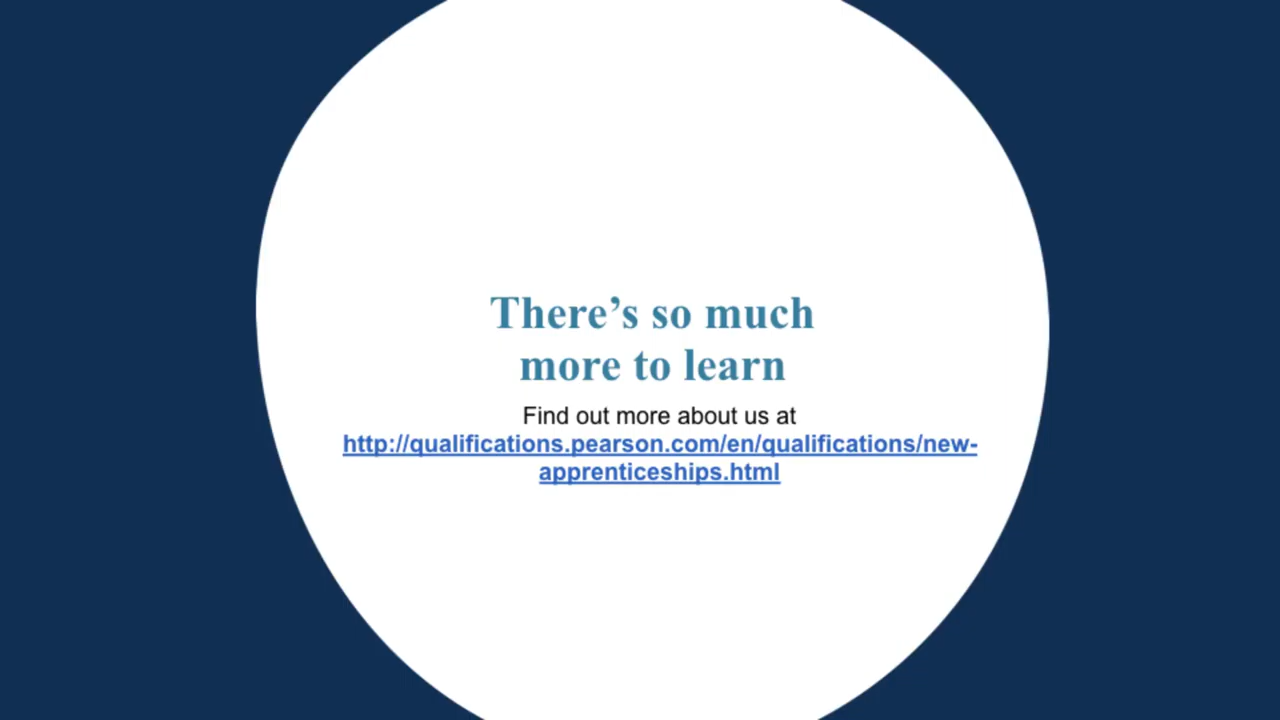 There’s so much
more to learn
Find out more about us at
http://qualifications.pearson.com/en/qualifications/new-
apprenticeships.html